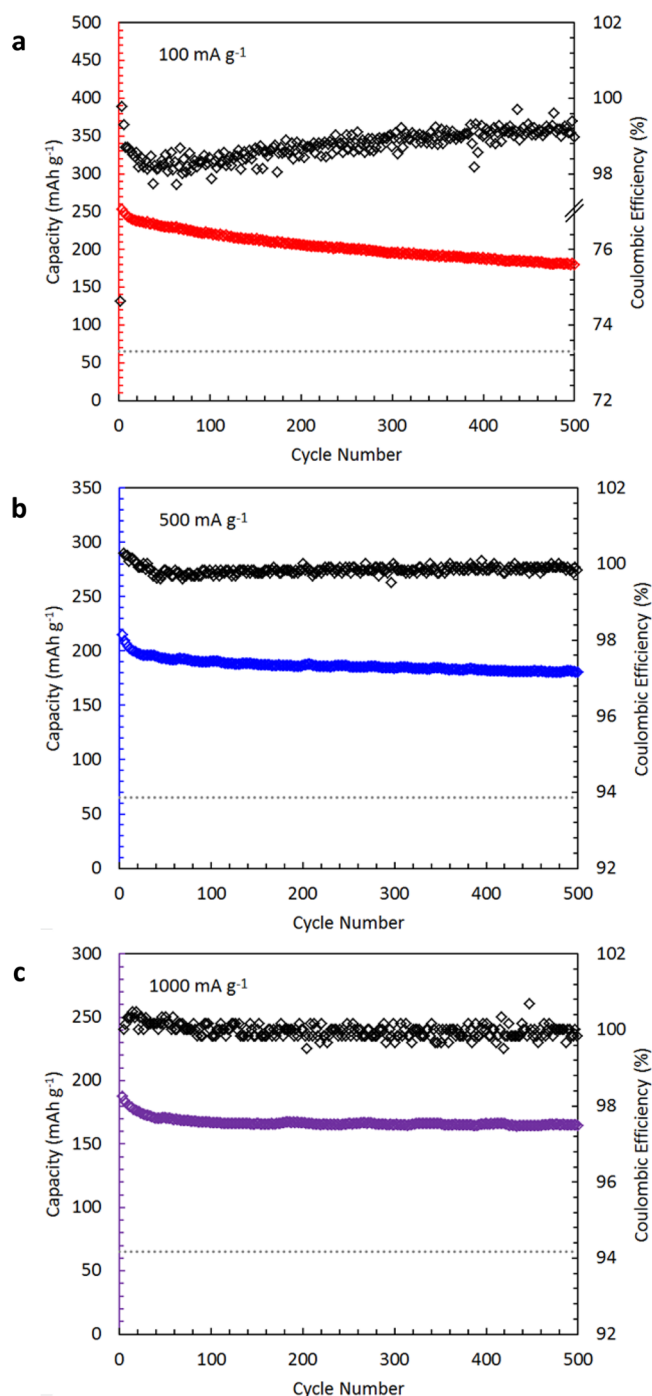 a
100 mA g-1
500
450
400
350
300
250
200
150
100
50
0
Capacity (mAh g-1)
102
100
98
76
74
72
Coulombic Efficiency (%)
0 100 200 300 400 500
Cycle Number
b
500 mA g-1
350
300
250
200
150
100
50
0
Capacity (mAh g-1)
102
100
98
96
94
92
Coulombic Efficiency (%)
0 100 200 300 400 500
Cycle Number
c
1000 mA g-1
300
250
200
150
100
50
0
Capacity (mAh g-1)
102
100
98
96
94
92
Coulombic Efficiency (%)
0 100 200 300 400 500
Cycle Number